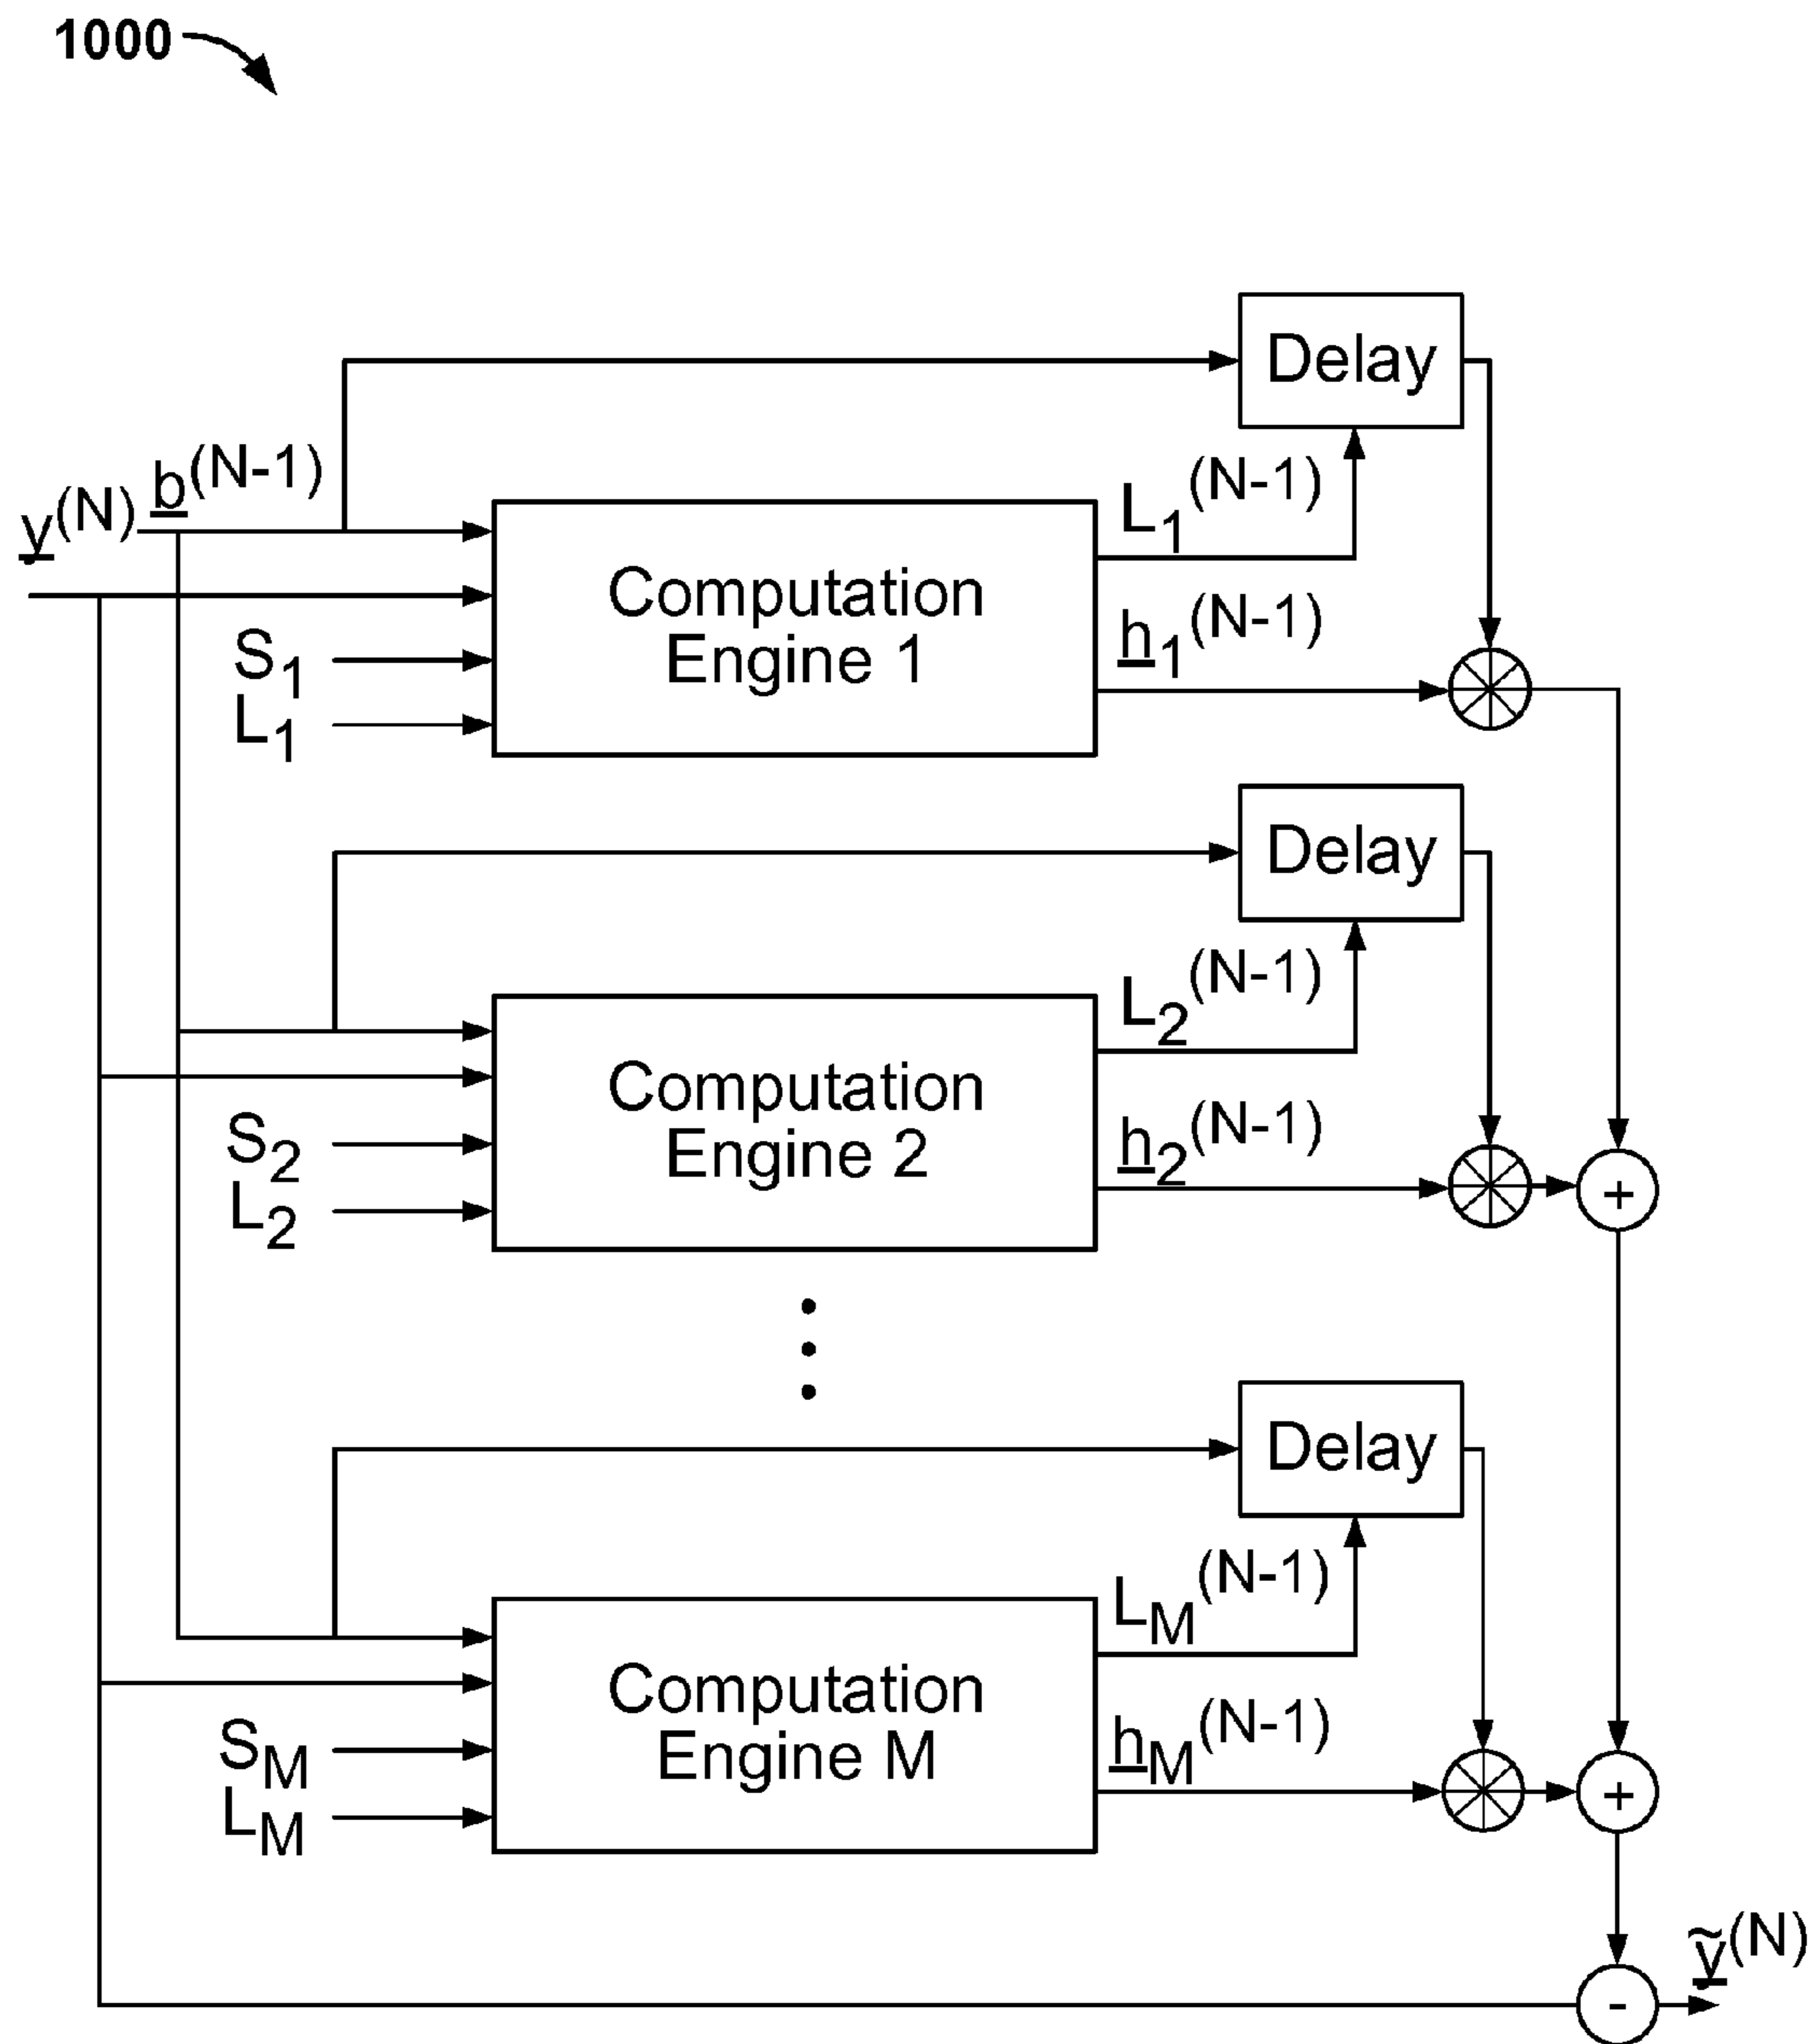 1000
Delay
y^(N) b^(N-1)
L1^(N-1)
Computation
Engine 1
h1^(N-1)
S1
L1
Delay
L2^(N-1)
Computation
Engine 2
h2^(N-1)
S2
L2
+
Delay
LM^(N-1)
Computation
Engine M
hM^(N-1)
SM
LM
+
ỹ^(N)
-